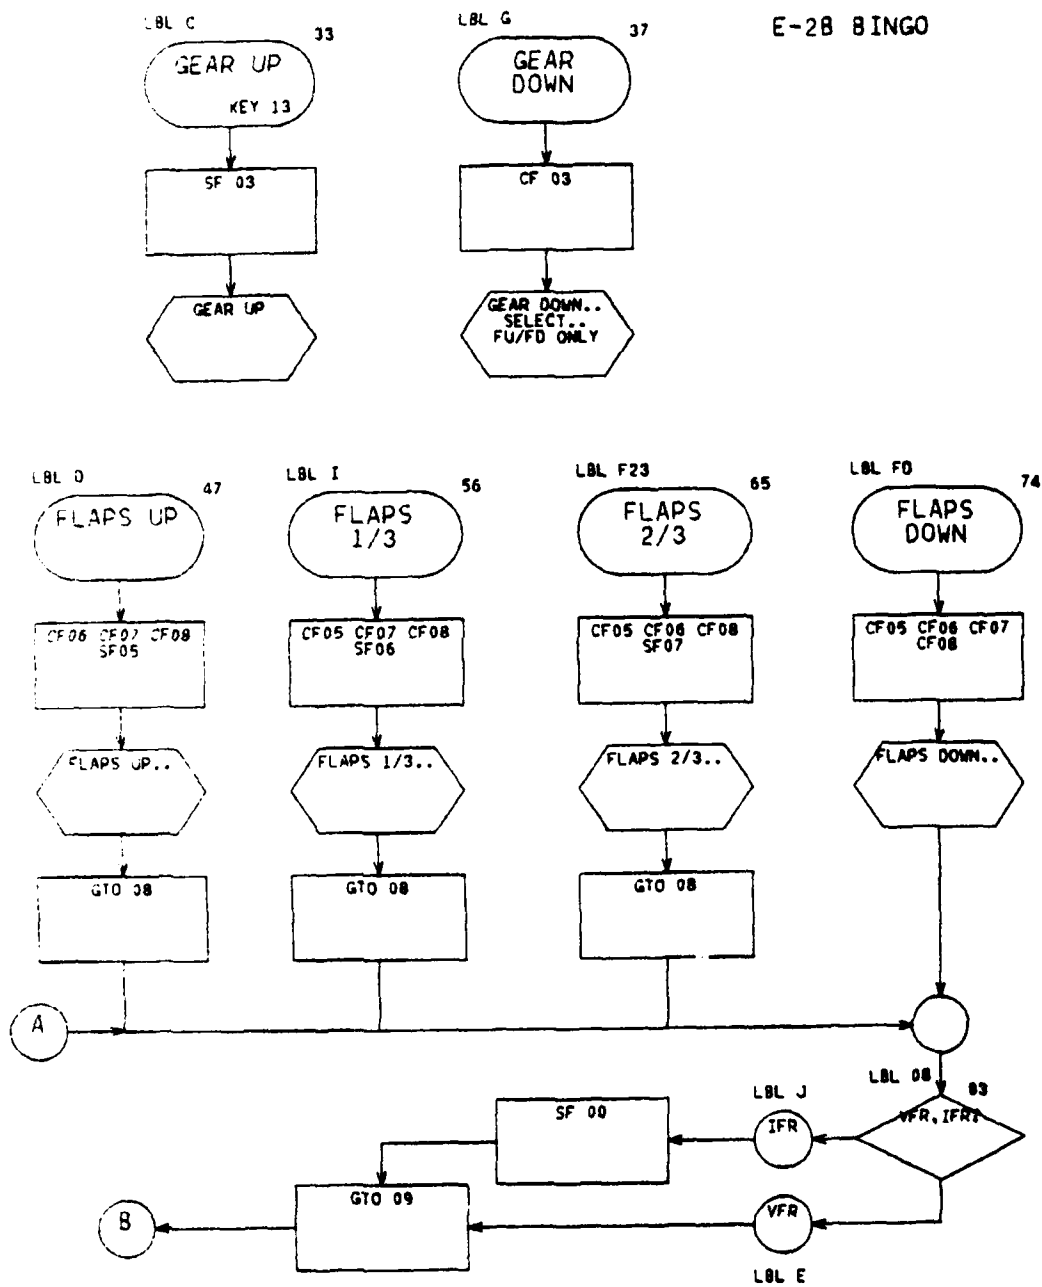 E-2B BINGO
LBL C
33
GEAR UP
KEY 13
SF 03
GEAR UP
LBL G
37
GEAR
DOWN
CF 03
GEAR DOWN..
SELECT..
FU/FD ONLY
LBL D
47
FLAPS UP
CF06 CF07 CF08
SF05
FLAPS UP..
GTO 08
LBL I
56
FLAPS
1/3
CF05 CF07 CF08
SF06
FLAPS 1/3..
GTO 08
LBL F23
65
FLAPS
2/3
CF05 CF06 CF08
SF07
FLAPS 2/3..
GTO 08
LBL FD
74
FLAPS
DOWN
CF05 CF06 CF07
CF08
FLAPS DOWN..
A
LBL 08
83
VFR,IFR?
LBL J
IFR
SF 00
GTO 09
B
VFR
LBL E